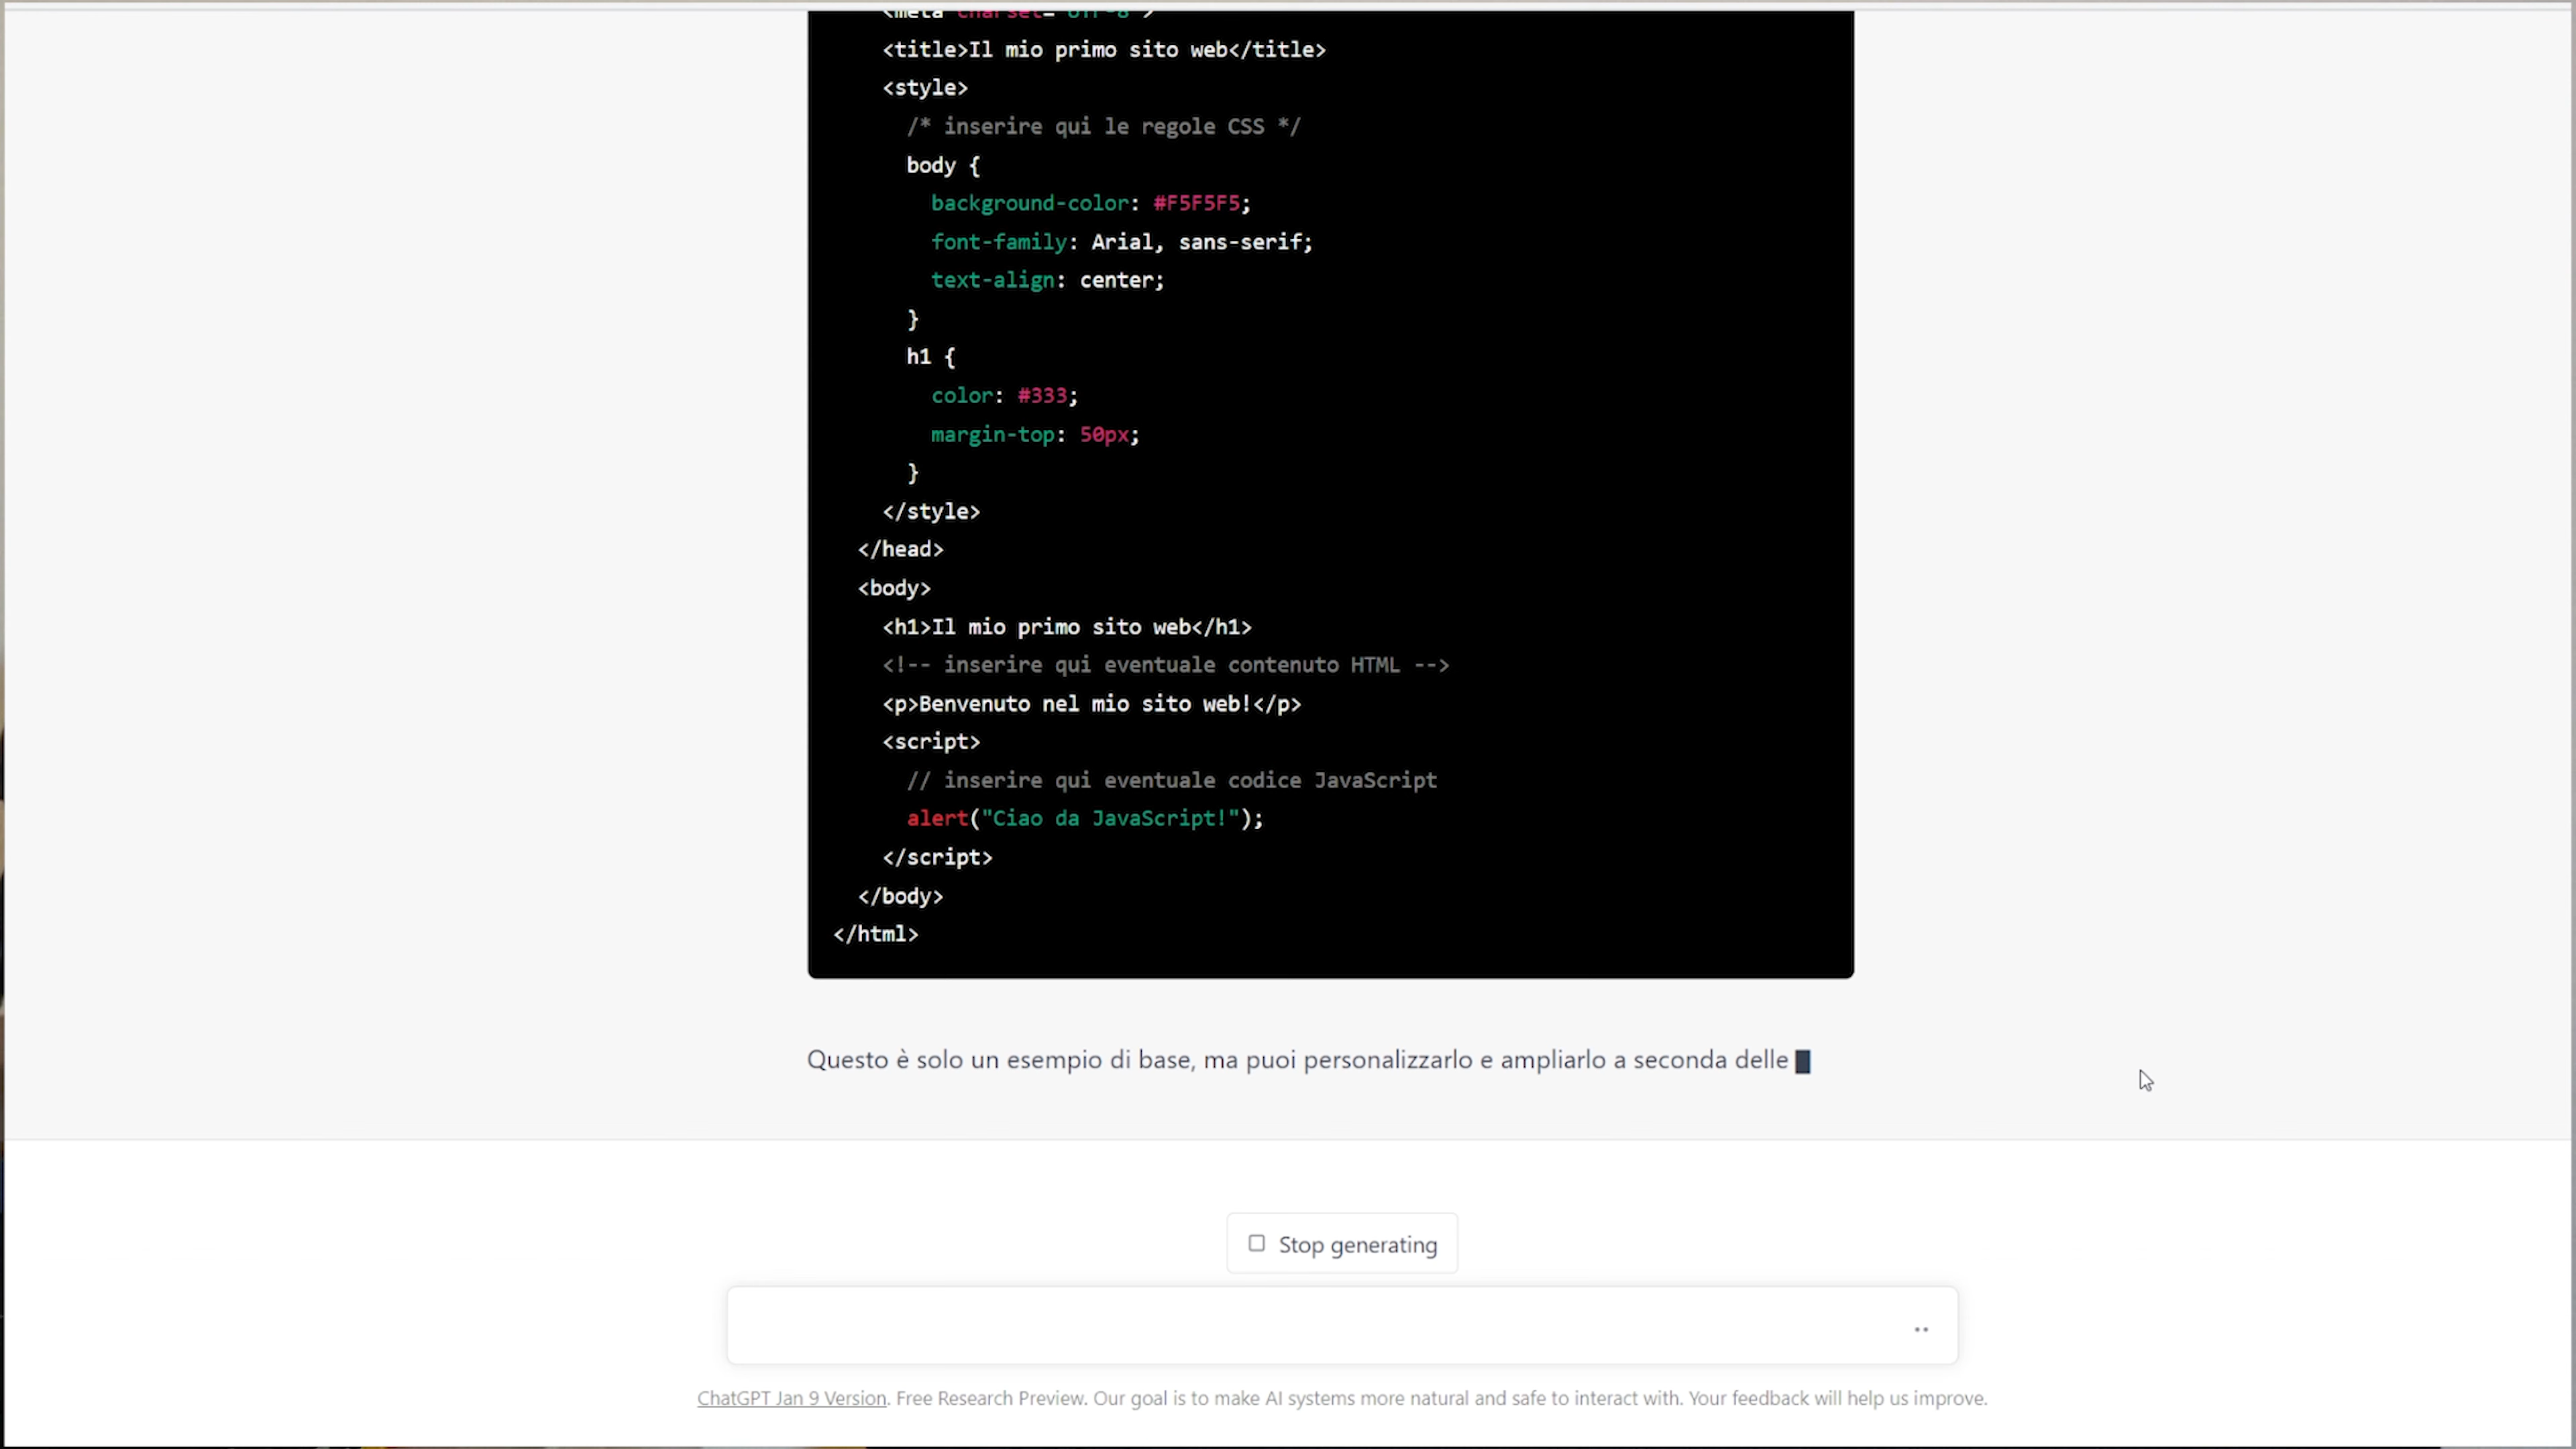 <meta charset="utf-8">
<title>Il mio primo sito web</title>
<style>
/* inserire qui le regole CSS */
body {
background-color: #F5F5F5;
font-family: Arial, sans-serif;
text-align: center;
}
h1 {
color: #333;
margin-top: 50px;
}
</style>
</head>
<body>
<h1>Il mio primo sito web</h1>
<!-- inserire qui eventuale contenuto HTML -->
<p>Benvenuto nel mio sito web!</p>
<script>
// inserire qui eventuale codice JavaScript
alert("Ciao da JavaScript!");
</script>
</body>
</html>
Questo è solo un esempio di base, ma puoi personalizzarlo e ampliarlo a seconda delle
Stop generating
ChatGPT Jan 9 Version. Free Research Preview. Our goal is to make AI systems more natural and safe to interact with. Your feedback will help us improve.